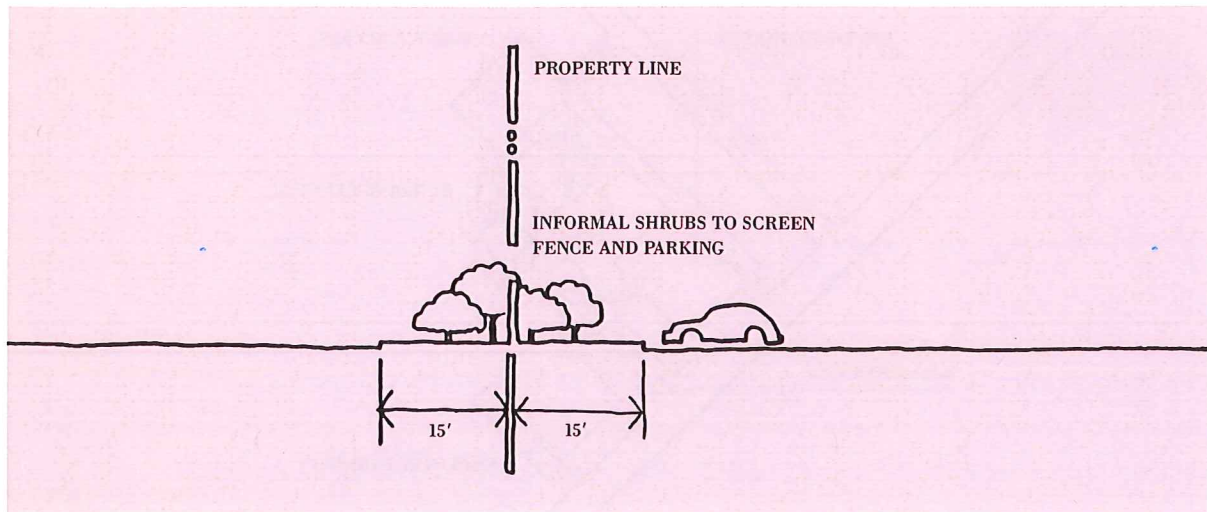 PROPERTY LINE
INFORMAL SHRUBS TO SCREEN
FENCE AND PARKING
15′ 15′